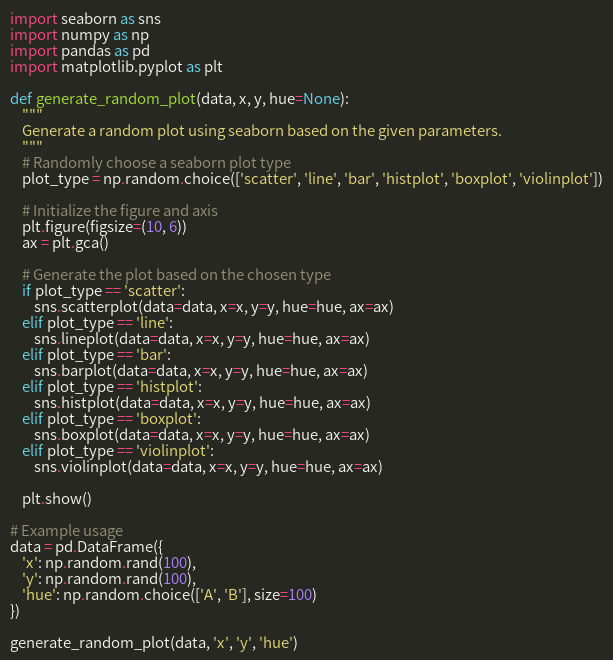 import seaborn as sns
import numpy as np
import pandas as pd
import matplotlib.pyplot as plt

def generate_random_plot(data, x, y, hue=None):
    """
    Generate a random plot using seaborn based on the given parameters.
    """
    # Randomly choose a seaborn plot type
    plot_type = np.random.choice(['scatter', 'line', 'bar', 'histplot', 'boxplot', 'violinplot'])

    # Initialize the figure and axis
    plt.figure(figsize=(10, 6))
    ax = plt.gca()

    # Generate the plot based on the chosen type
    if plot_type == 'scatter':
        sns.scatterplot(data=data, x=x, y=y, hue=hue, ax=ax)
    elif plot_type == 'line':
        sns.lineplot(data=data, x=x, y=y, hue=hue, ax=ax)
    elif plot_type == 'bar':
        sns.barplot(data=data, x=x, y=y, hue=hue, ax=ax)
    elif plot_type == 'histplot':
        sns.histplot(data=data, x=x, y=y, hue=hue, ax=ax)
    elif plot_type == 'boxplot':
        sns.boxplot(data=data, x=x, y=y, hue=hue, ax=ax)
    elif plot_type == 'violinplot':
        sns.violinplot(data=data, x=x, y=y, hue=hue, ax=ax)

    plt.show()

# Example usage
data = pd.DataFrame({
    'x': np.random.rand(100),
    'y': np.random.rand(100),
    'hue': np.random.choice(['A', 'B'], size=100)
})

generate_random_plot(data, 'x', 'y', 'hue')